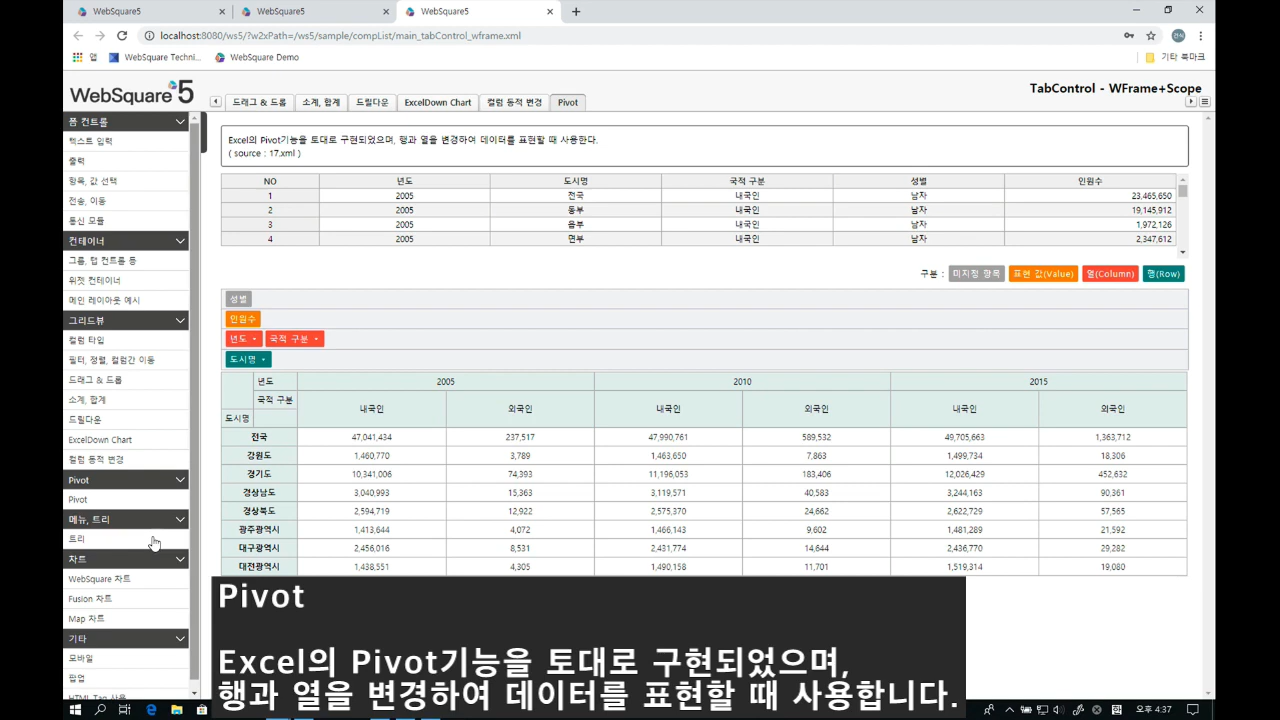 WebSquare5
WebSquare5
WebSquare5
localhost:8080/ws5/?w2xPath=/ws5/sample/compList/main_tabControl_wframe.xml
앱 WebSquare Techni... WebSquare Demo 기타 북마크
WebSquare 5
드래그 & 드롭 소계, 합계 드릴다운 ExcelDown Chart 컬럼 동적 변경 Pivot
TabControl - WFrame+Scope
폼 컨트롤
텍스트 입력
출력
항목, 값 선택
전송, 이동
통신 모듈
컨테이너
그룹, 탭 컨트롤 등
위젯 컨테이너
메인 레이아웃 예시
그리드뷰
컬럼 타입
필터, 정렬, 컬럼간 이동
드래그 & 드롭
소계, 합계
드릴다운
ExcelDown Chart
컬럼 동적 변경
Pivot
Pivot
메뉴, 트리
트리
차트
WebSquare 차트
Fusion 차트
Map 차트
기타
모바일
팝업
HTML Tag 사용
Excel의 Pivot기능을 토대로 구현되었으며, 행과 열을 변경하여 데이터를 표현할 때 사용한다.
( source : 17.xml )
NO 년도 도시명 국적 구분 성별 인원수
1 2005 전국 내국인 남자 23,465,650
2 2005 동부 내국인 남자 19,145,912
3 2005 읍부 내국인 남자 1,972,126
4 2005 면부 내국인 남자 2,347,612
구분 : 미지정 항목 표현 값(Value) 열(Column) 행(Row)
성별
인원수
년도 국적 구분
도시명
년도 2005 2010 2015
국적 구분 내국인 외국인 내국인 외국인 내국인 외국인
도시명
전국 47,041,434 237,517 47,990,761 589,532 49,705,663 1,363,712
강원도 1,460,770 3,789 1,463,650 7,863 1,499,734 18,306
경기도 10,341,006 74,393 11,196,053 183,406 12,026,429 452,632
경상남도 3,040,993 15,363 3,119,571 40,583 3,244,163 90,361
경상북도 2,594,719 12,922 2,575,370 24,662 2,622,729 57,565
광주광역시 1,413,644 4,072 1,466,143 9,602 1,481,289 21,592
대구광역시 2,456,016 8,531 2,431,774 14,644 2,436,770 29,282
대전광역시 1,438,551 4,305 1,490,158 11,701 1,519,314 19,080
Pivot
Excel의 Pivot기능을 토대로 구현되었으며,
행과 열을 변경하여 데이터를 표현할 때 사용합니다.
오후 4:37